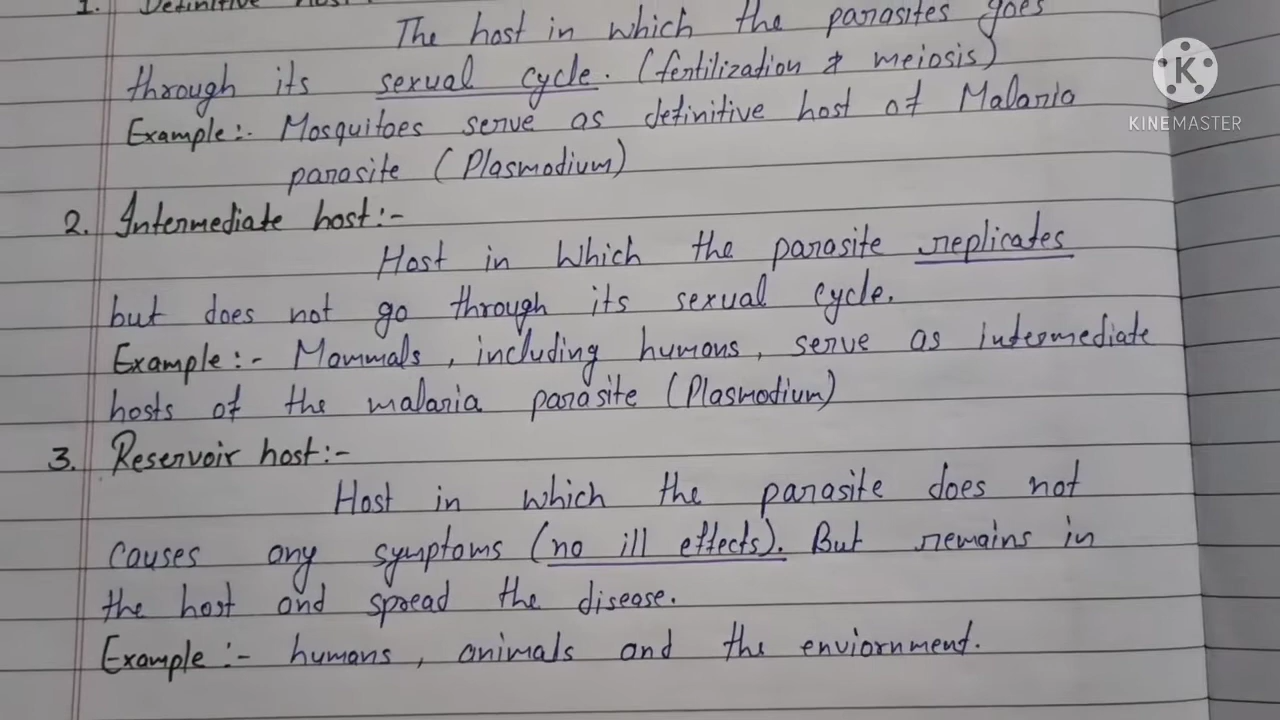 1. Definitive Host
The host in which the parasites goes
through its sexual cycle. (fertilization & meiosis)
Example:- Mosquitoes serve as definitive host of Malaria
parasite (Plasmodium)
2. Intermediate host:-
Host in Which the parasite replicates
but does not go through its sexual cycle.
Example:- Mammals, including humans, serve as intermediate
hosts of the malaria parasite (Plasmodium)
3. Reservoir host:-
Host in which the parasite does not
causes any symptoms (no ill effects). But remains in
the host and spread the disease.
Example:- humans, animals and the enviornment.
KINEMASTER